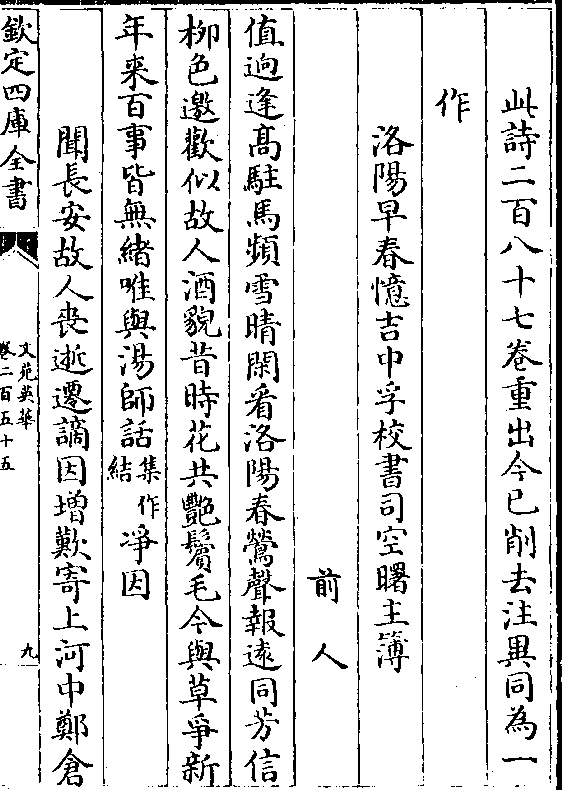 此詩二百八十七卷重出今已削去注異同為一
作
洛陽早春憶吉中孚校書司空曙主簿
前人
值逈逢髙駐馬頻雪晴閑看洛陽春鶯聲報逺同芳信
柳色邀歡似故人酒貌昔時花共艷鬢毛今與草爭新
年来百事皆無緒唯與湯師話集作結凈因
聞長安故人喪逝遷謫因增歎寄上河中鄭倉
欽定四庫全書
文苑英華
卷二百五十五
九